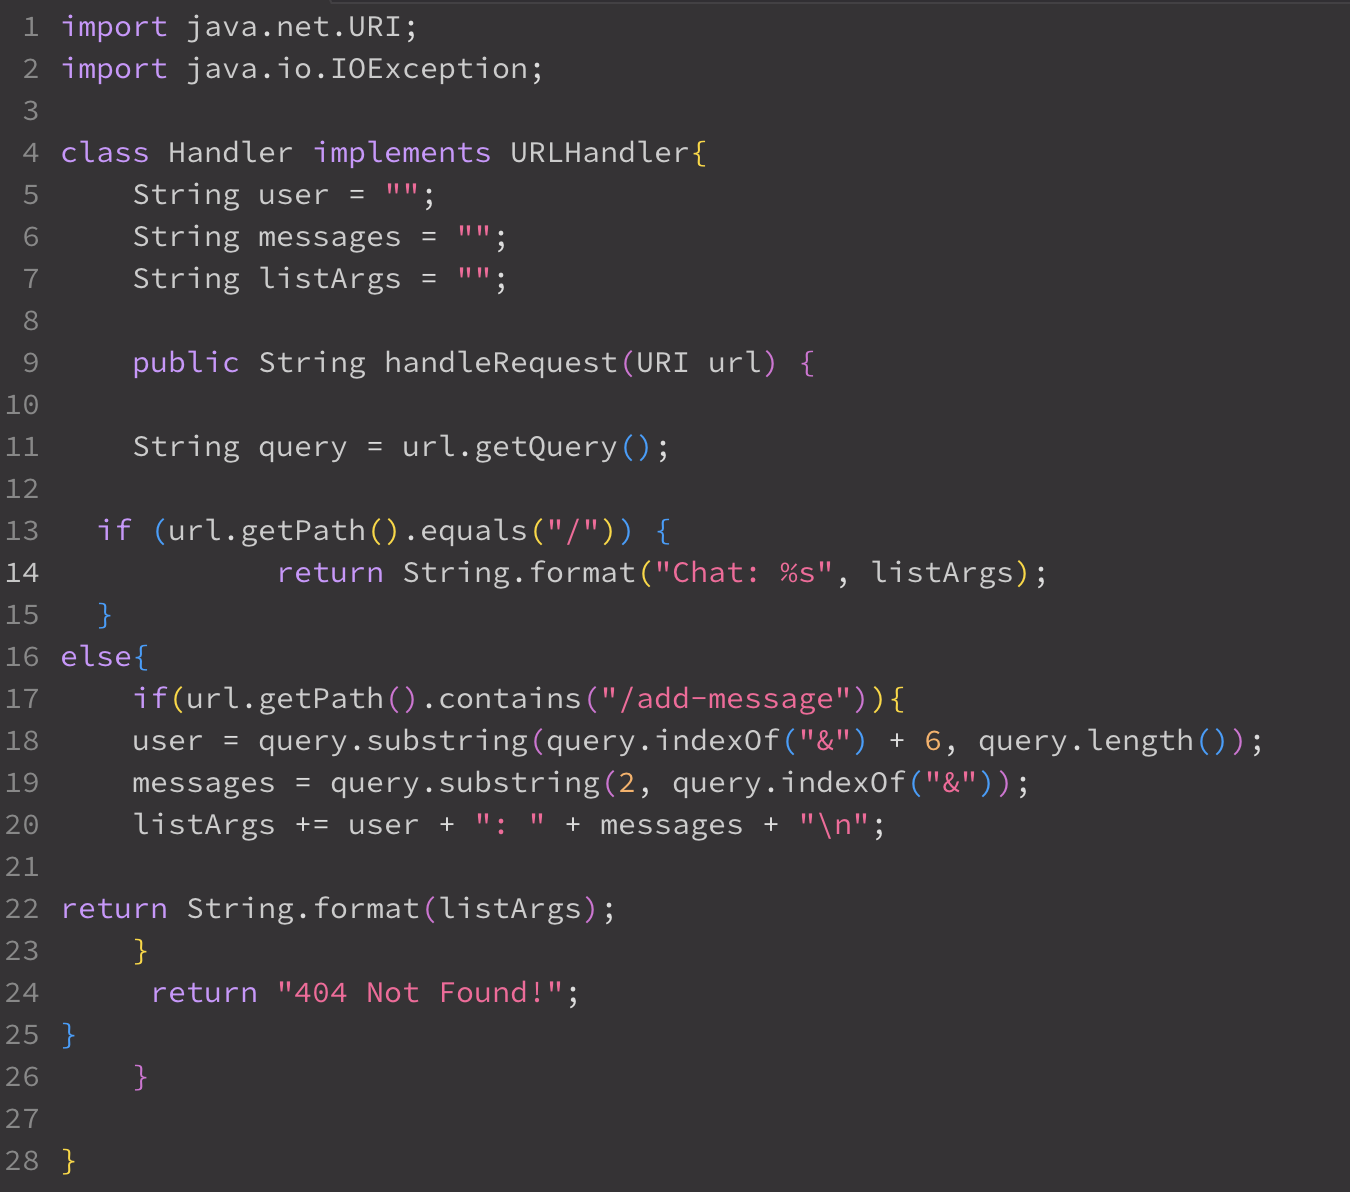 1 import java.net.URI;
2 import java.io.IOException;
3
4 class Handler implements URLHandler{
5     String user = "";
6     String messages = "";
7     String listArgs = "";
8
9     public String handleRequest(URI url) {
10
11     String query = url.getQuery();
12
13   if (url.getPath().equals("/")) {
14             return String.format("Chat: %s", listArgs);
15   }
16 else{
17     if(url.getPath().contains("/add-message")){
18     user = query.substring(query.indexOf("&") + 6, query.length());
19     messages = query.substring(2, query.indexOf("&"));
20     listArgs += user + ": " + messages + "\n";
21
22 return String.format(listArgs);
23     }
24      return "404 Not Found!";
25 }
26     }
27
28 }